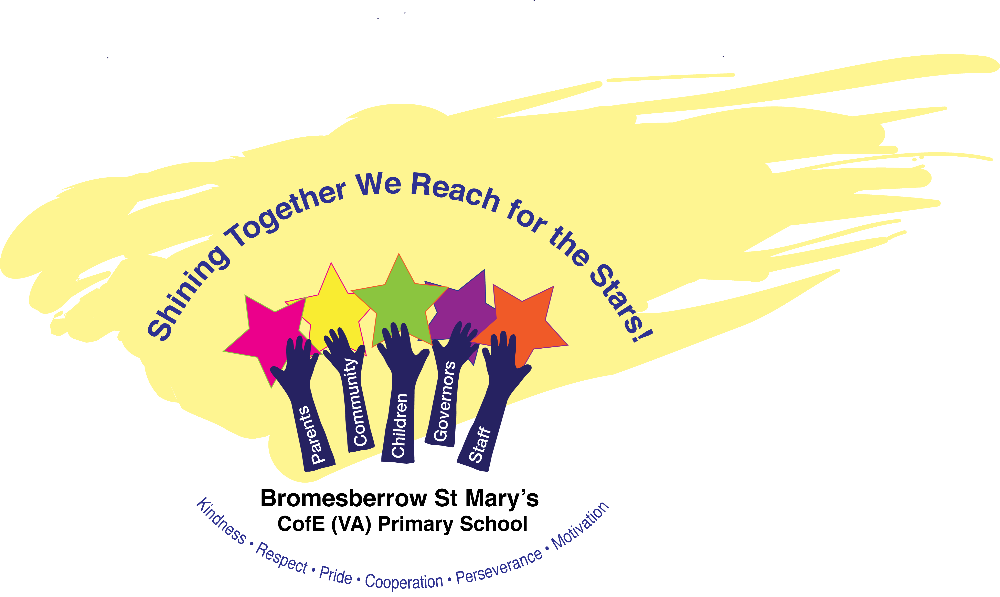 Shining Together We Reach for the Stars!
Parents
Community
Children
Governors
Staff
Bromesberrow St Mary’s
CofE (VA) Primary School
Kindness • Respect • Pride • Cooperation • Perseverance • Motivation